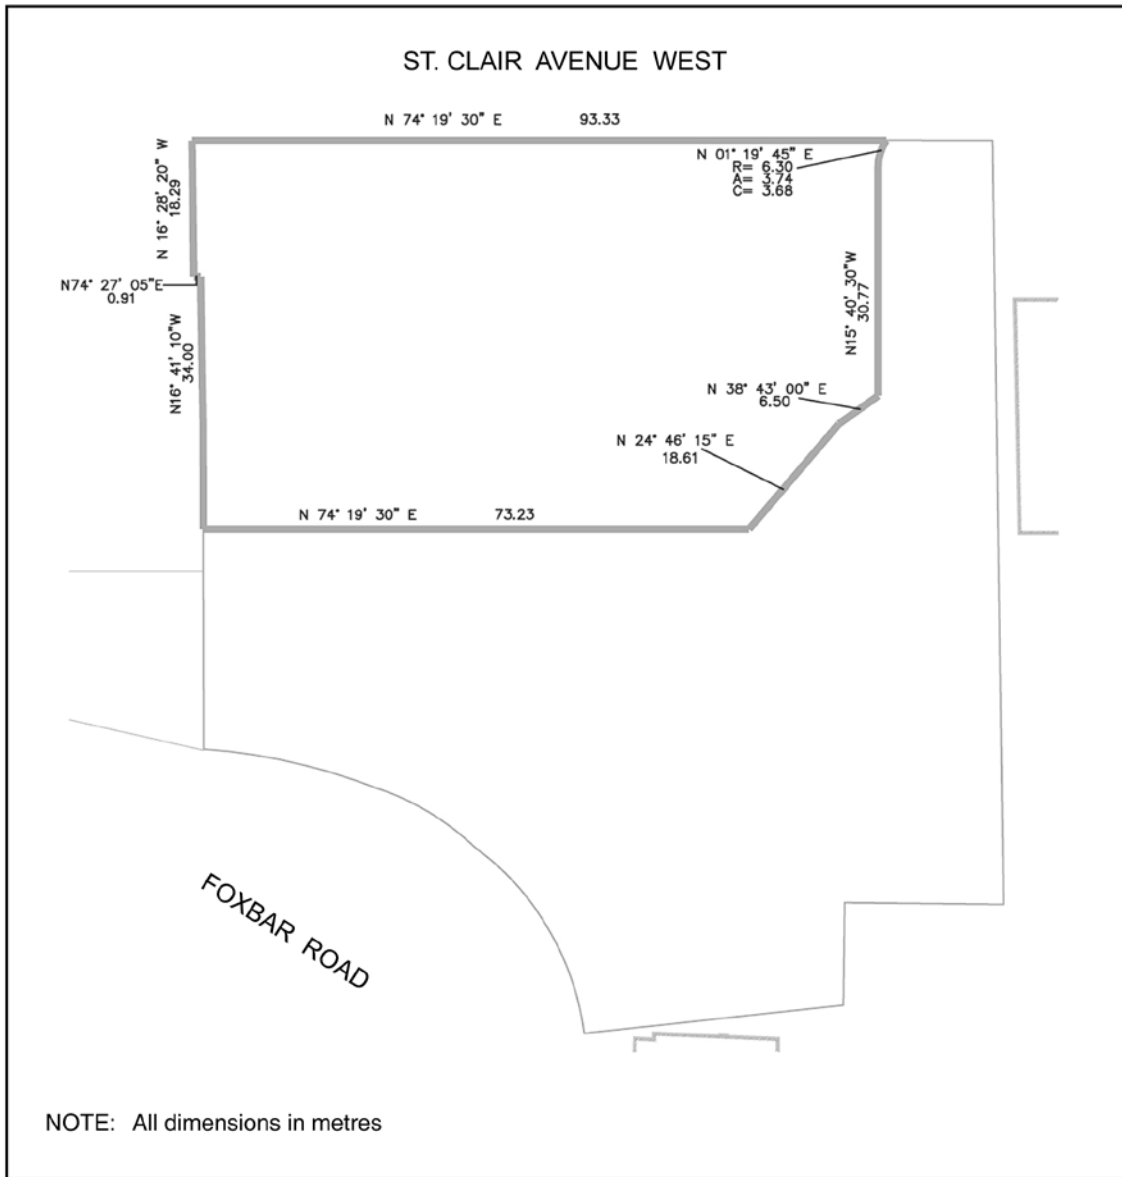 ST. CLAIR AVENUE WEST
N 74° 19' 30" E 93.33
N 01° 19' 45" E
R= 6.30
A= 3.74
C= 3.68
N 16° 28' 20" W
18.29
N74° 27' 05"E
0.91
N15° 40' 30"W
30.77
N16° 41' 10"W
34.00
N 38° 43' 00" E
6.50
N 24° 46' 15" E
18.61
N 74° 19' 30" E 73.23
FOXBAR ROAD
NOTE: All dimensions in metres